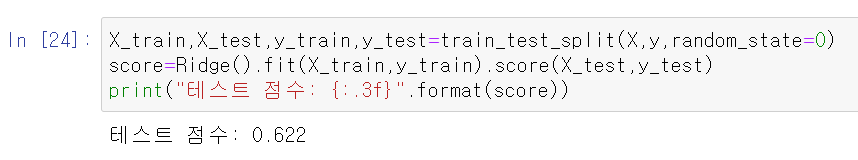 In [24]: X_train,X_test,y_train,y_test=train_test_split(X,y,random_state=0)
score=Ridge().fit(X_train,y_train).score(X_test,y_test)
print("테스트 점수: {:.3f}".format(score))
테스트 점수: 0.622